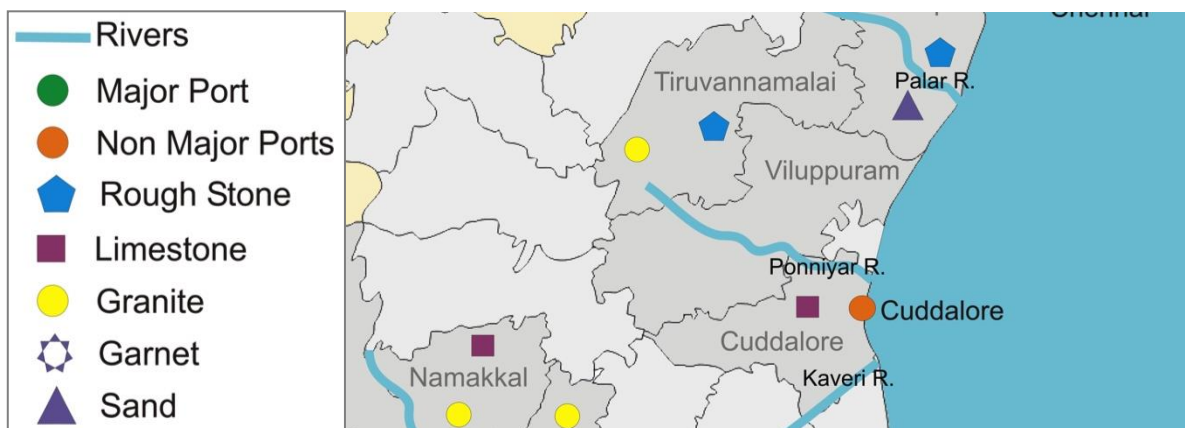 Rivers
Major Port
Non Major Ports
Rough Stone
Limestone
Granite
Garnet
Sand
Chennai
Tiruvannamalai
Palar R.
Viluppuram
Ponniyar R.
Cuddalore
Cuddalore
Namakkal
Kaveri R.